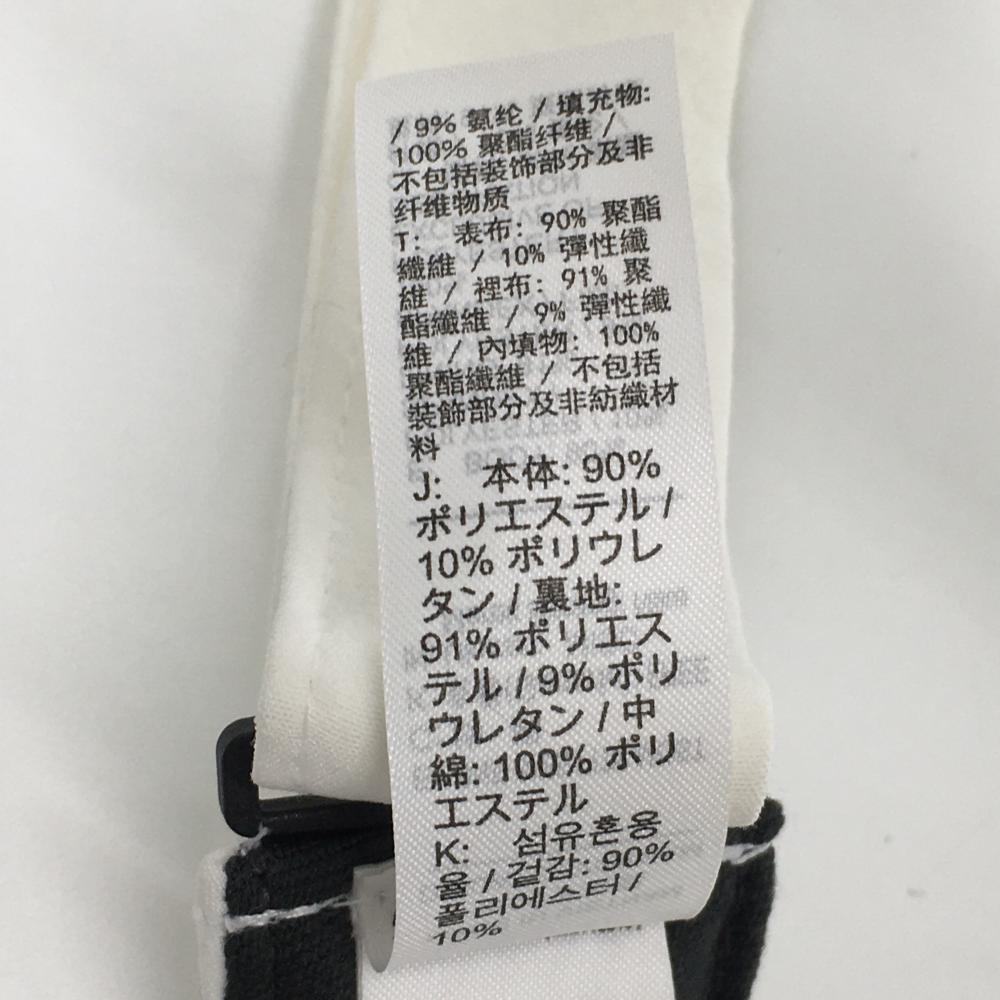 / 9% 氨纶 / 填充物:
100% 聚酯纤维 /
不包括装饰部分及非
纤维物质
T: 表布: 90% 聚酯
纖維 / 10% 彈性纖
維 / 裡布: 91% 聚
酯纖維 / 9% 彈性纖
維 / 內填物: 100%
聚酯纖維 / 不包括
裝飾部分及非紡織材
料
J: 本体: 90%
ポリエステル /
10% ポリウレ
タン / 裏地:
91% ポリエス
テル / 9% ポリ
ウレタン / 中
綿: 100% ポリ
エステル
K: 섬유혼용
율 / 겉감: 90%
폴리에스터 /
10%